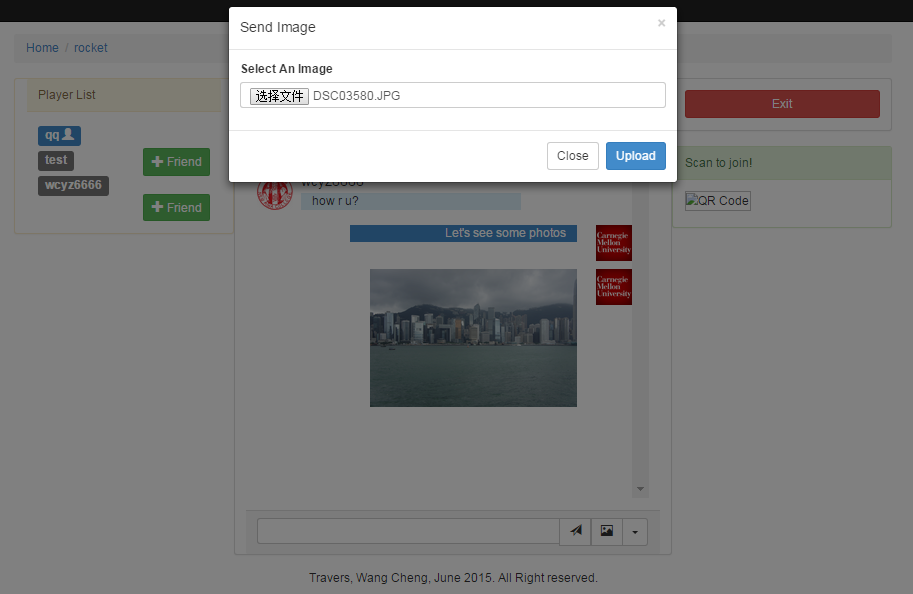 Send Image
×
Select An Image
选择文件 DSC03580.JPG
Close
Upload
Home / rocket
Player List
qq
test
Friend
wcyz6666
Friend
wcyz6666
how r u?
Let's see some photos
Carnegie
Mellon
University
Carnegie
Mellon
University
Exit
Scan to join!
QR Code
Travers, Wang Cheng, June 2015. All Right reserved.